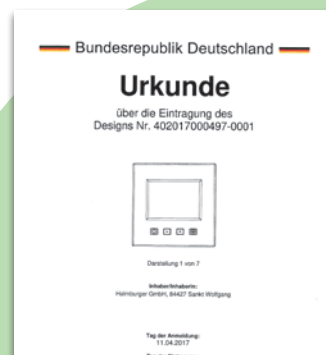 Bundesrepublik Deutschland
Urkunde
über die Eintragung des
Designs Nr. 402017000497-0001
Darstellung 1 von 7
Inhaber/Inhaberin:
GmbH, 84427 Sankt Wolfgang
Tag der Anmeldung:
11.04.2017